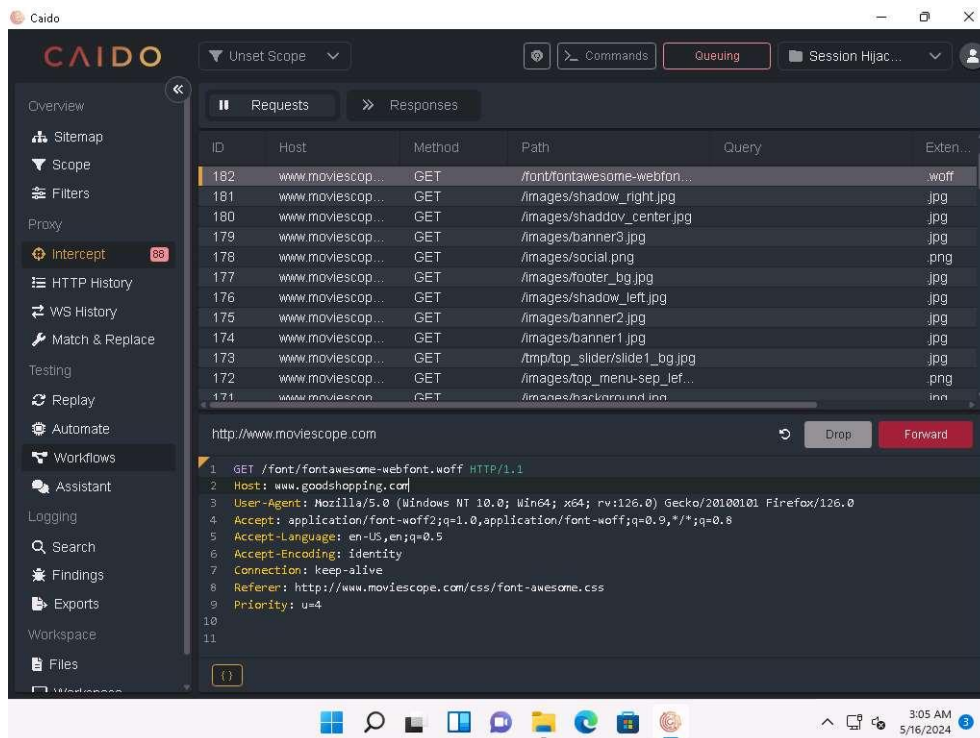 Caido
CAIDO
Unset Scope
Commands
Queuing
Session Hijac...
Overview
Sitemap
Scope
Filters
Proxy
Intercept 88
HTTP History
WS History
Match & Replace
Testing
Replay
Automate
Workflows
Assistant
Logging
Search
Findings
Exports
Workspace
Files
Workspace
Requests
Responses
ID Host Method Path Query Exten...
182 www.moviescop... GET /font/fontawesome-webfon... .woff
181 www.moviescop... GET /images/shadow_right.jpg .jpg
180 www.moviescop... GET /images/shaddov_center.jpg .jpg
179 www.moviescop... GET /images/banner3.jpg .jpg
178 www.moviescop... GET /images/social.png .png
177 www.moviescop... GET /images/footer_bg.jpg .jpg
176 www.moviescop... GET /images/shadow_left.jpg .jpg
175 www.moviescop... GET /images/banner2.jpg .jpg
174 www.moviescop... GET /images/banner1.jpg .jpg
173 www.moviescop... GET /tmp/top_slider/slide1_bg.jpg .jpg
172 www.moviescop... GET /images/top_menu-sep_lef... .png
171 www.moviescop... GET /images/background.jpg .jpg
http://www.moviescope.com
Drop
Forward
1 GET /font/fontawesome-webfont.woff HTTP/1.1
2 Host: www.goodshopping.com
3 User-Agent: Mozilla/5.0 (Windows NT 10.0; Win64; x64; rv:126.0) Gecko/20100101 Firefox/126.0
4 Accept: application/font-woff2;q=1.0,application/font-woff;q=0.9,*/*;q=0.8
5 Accept-Language: en-US,en;q=0.5
6 Accept-Encoding: identity
7 Connection: keep-alive
8 Referer: http://www.moviescope.com/css/font-awesome.css
9 Priority: u=4
10
11
{}
3:05 AM
5/16/2024
3